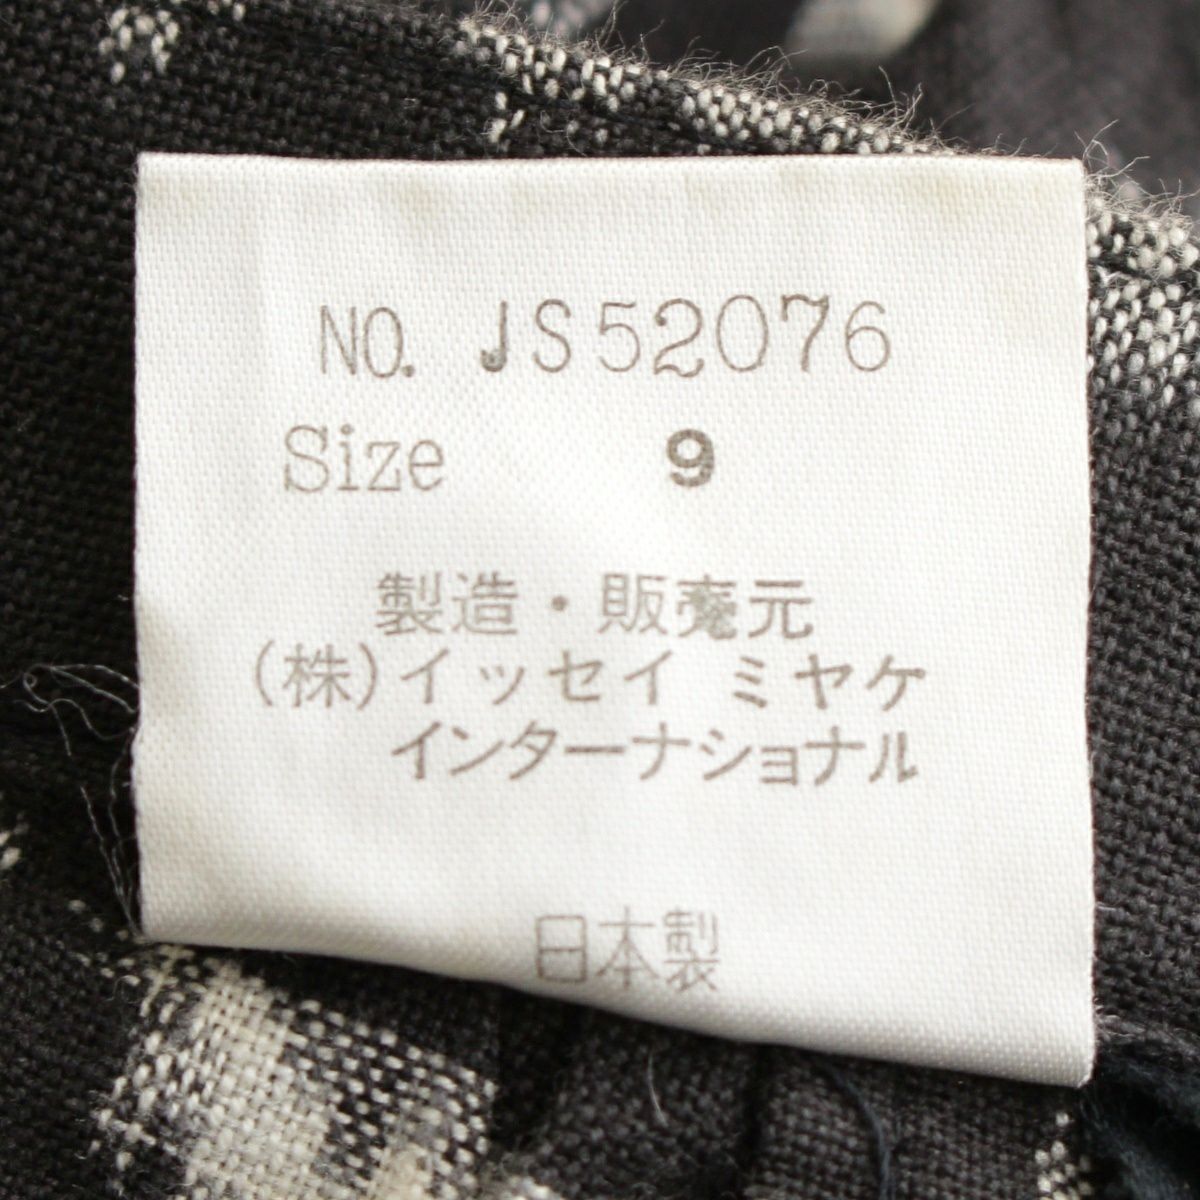 NO. JS52076
Size 9
製造・販売元
(株)イッセイ ミヤケ
インターナショナル
日本製